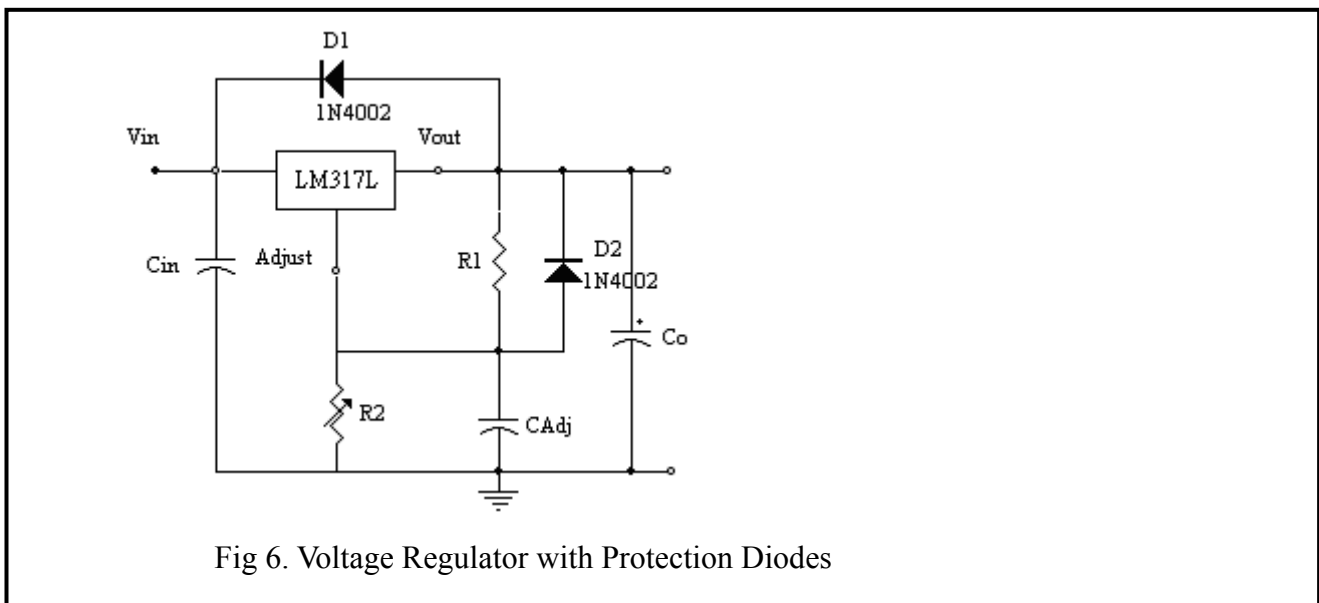 D1
1N4002
Vin
Vout
LM317L
Cin
Adjust
R1
D2
1N4002
Co
R2
CAdj
Fig 6. Voltage Regulator with Protection Diodes